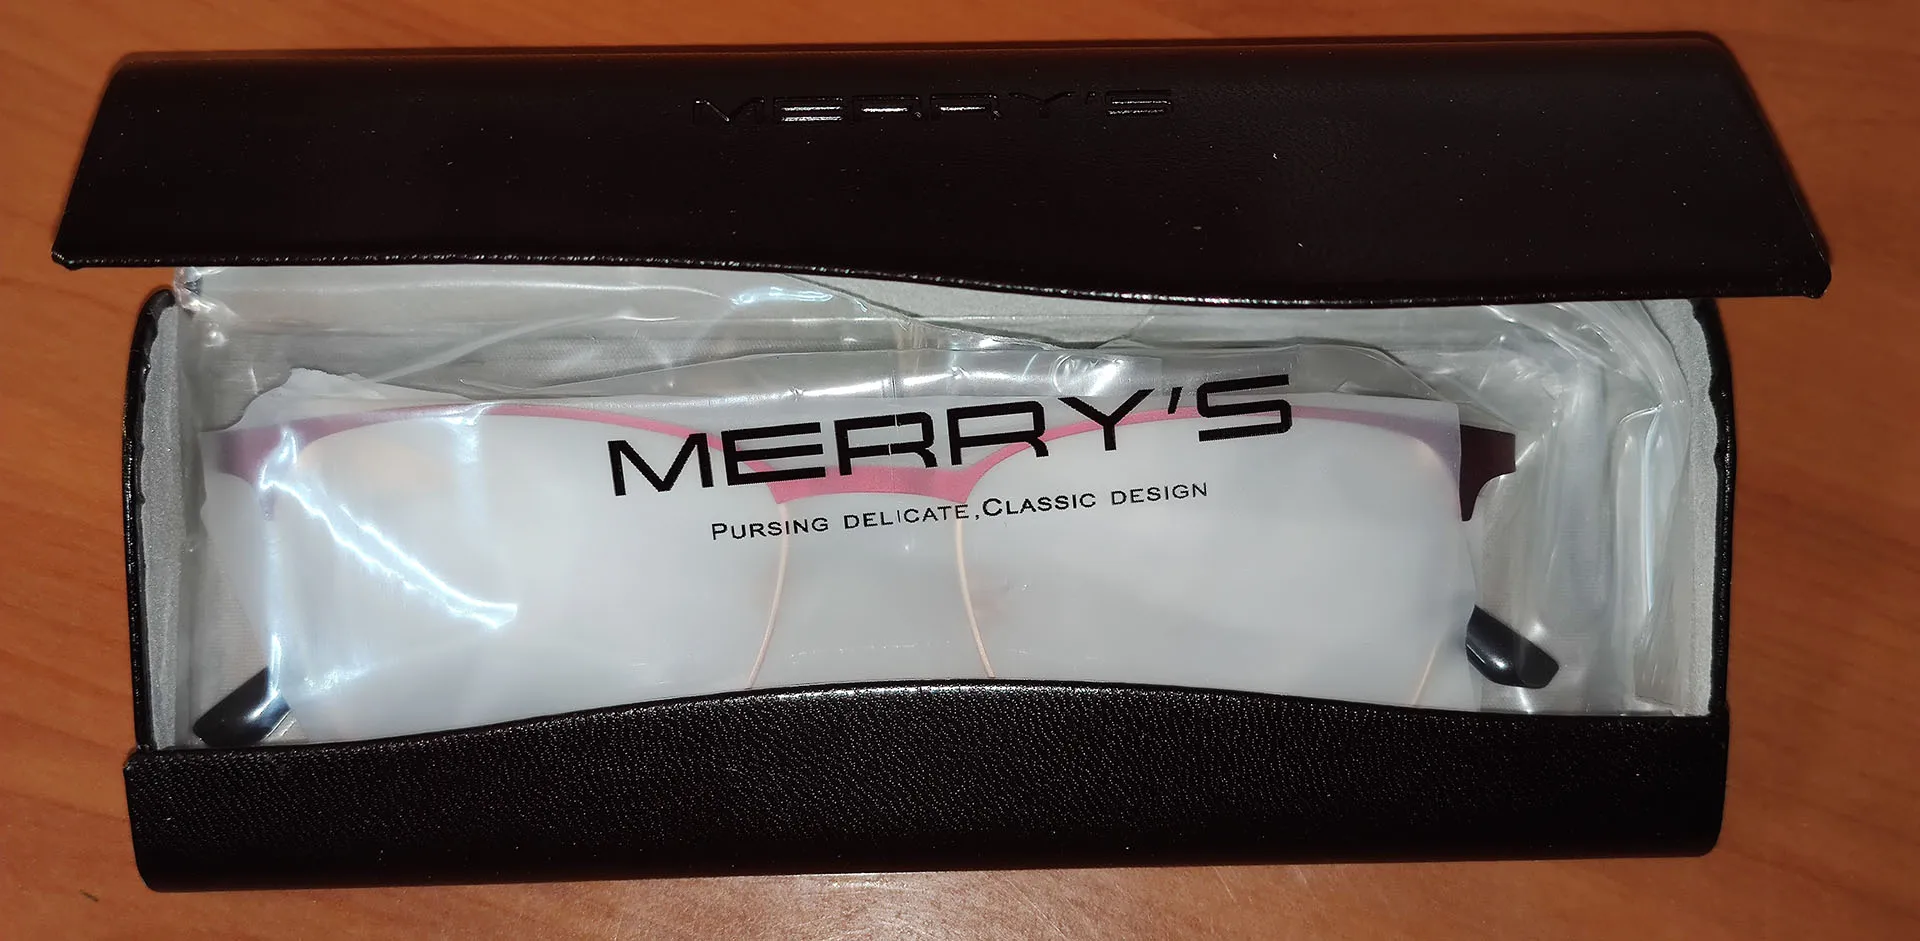 MERRY'S
MERRY'S
PURSING DELICATE,CLASSIC DESIGN